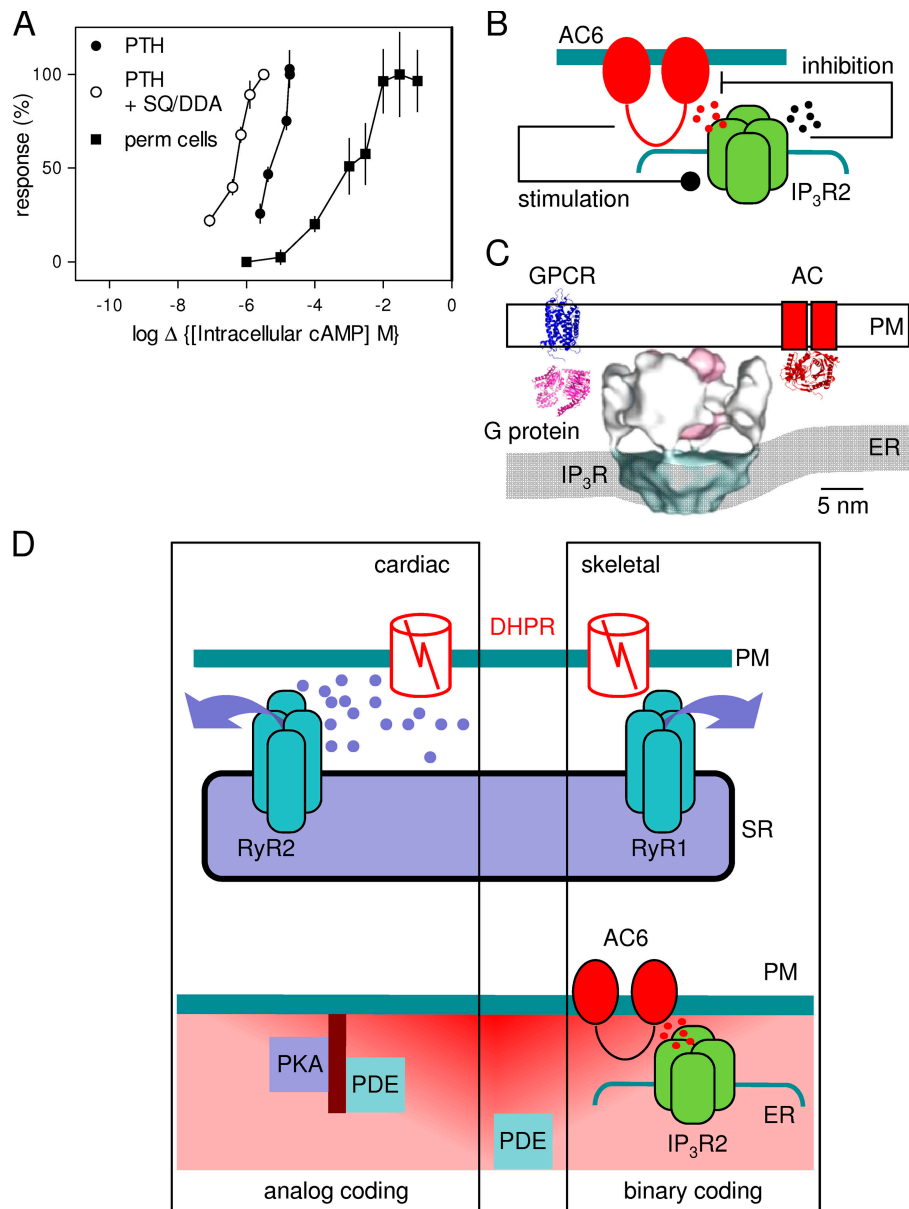 A
PTH
PTH
+ SQ/DDA
perm cells
response (%)
100
50
0
-10
-8
-6
-4
-2
0
log Δ {[Intracellular cAMP] M}
B
AC6
inhibition
stimulation
IP3R2
C
GPCR
AC
PM
G protein
IP3R
ER
5 nm
D
cardiac
skeletal
DHPR
PM
RyR2
RyR1
SR
AC6
PM
PKA
PDE
PDE
IP3R2
ER
analog coding
binary coding